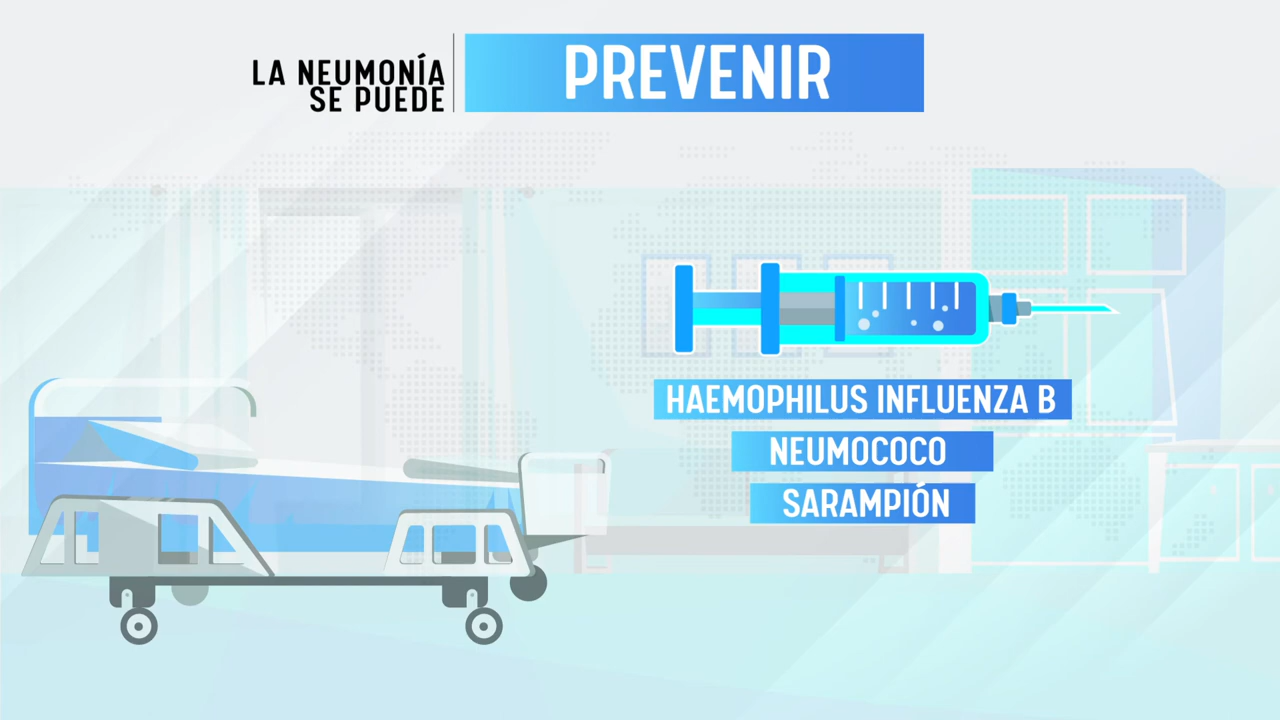 LA NEUMONÍA
SE PUEDE
PREVENIR
HAEMOPHILUS INFLUENZA B
NEUMOCOCO
SARAMPIÓN